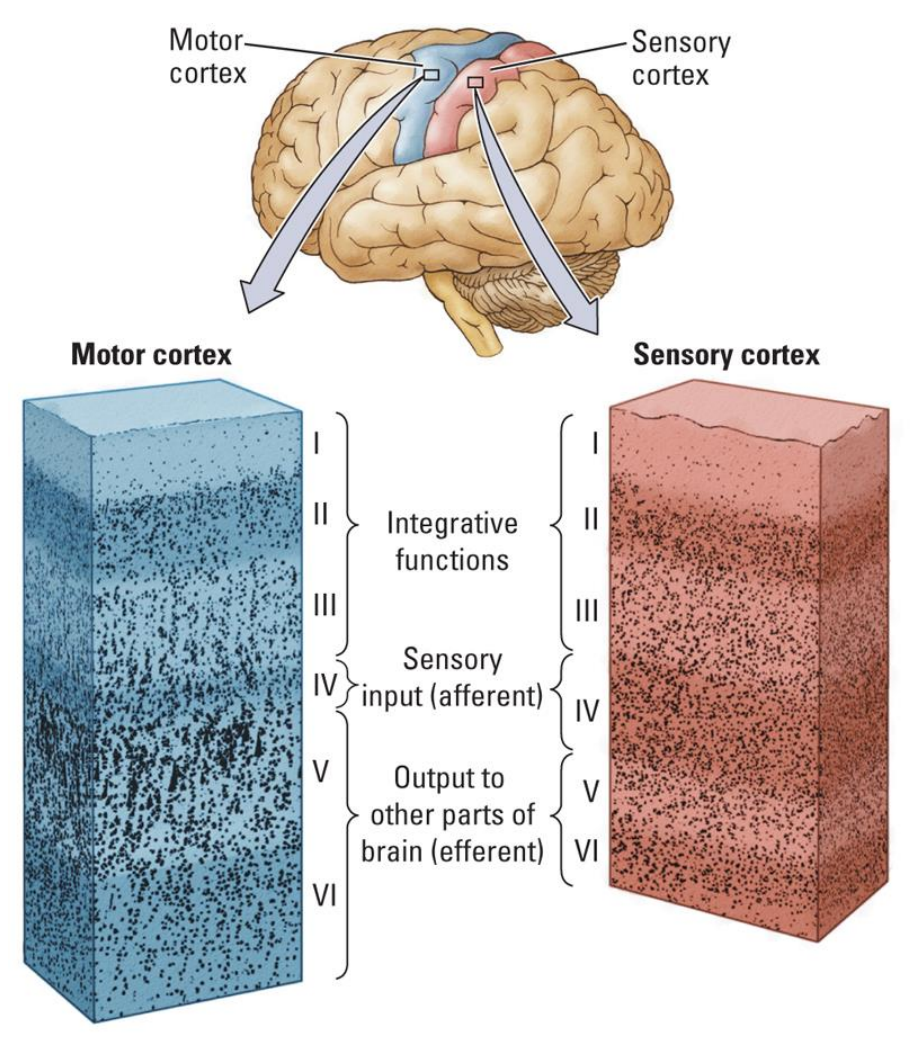 Motor
cortex
Sensory
cortex
Motor cortex
Sensory cortex
I
II
III
IV
V
VI
Integrative
functions
Sensory
input (afferent)
Output to
other parts of
brain (efferent)
I
II
III
IV
V
VI